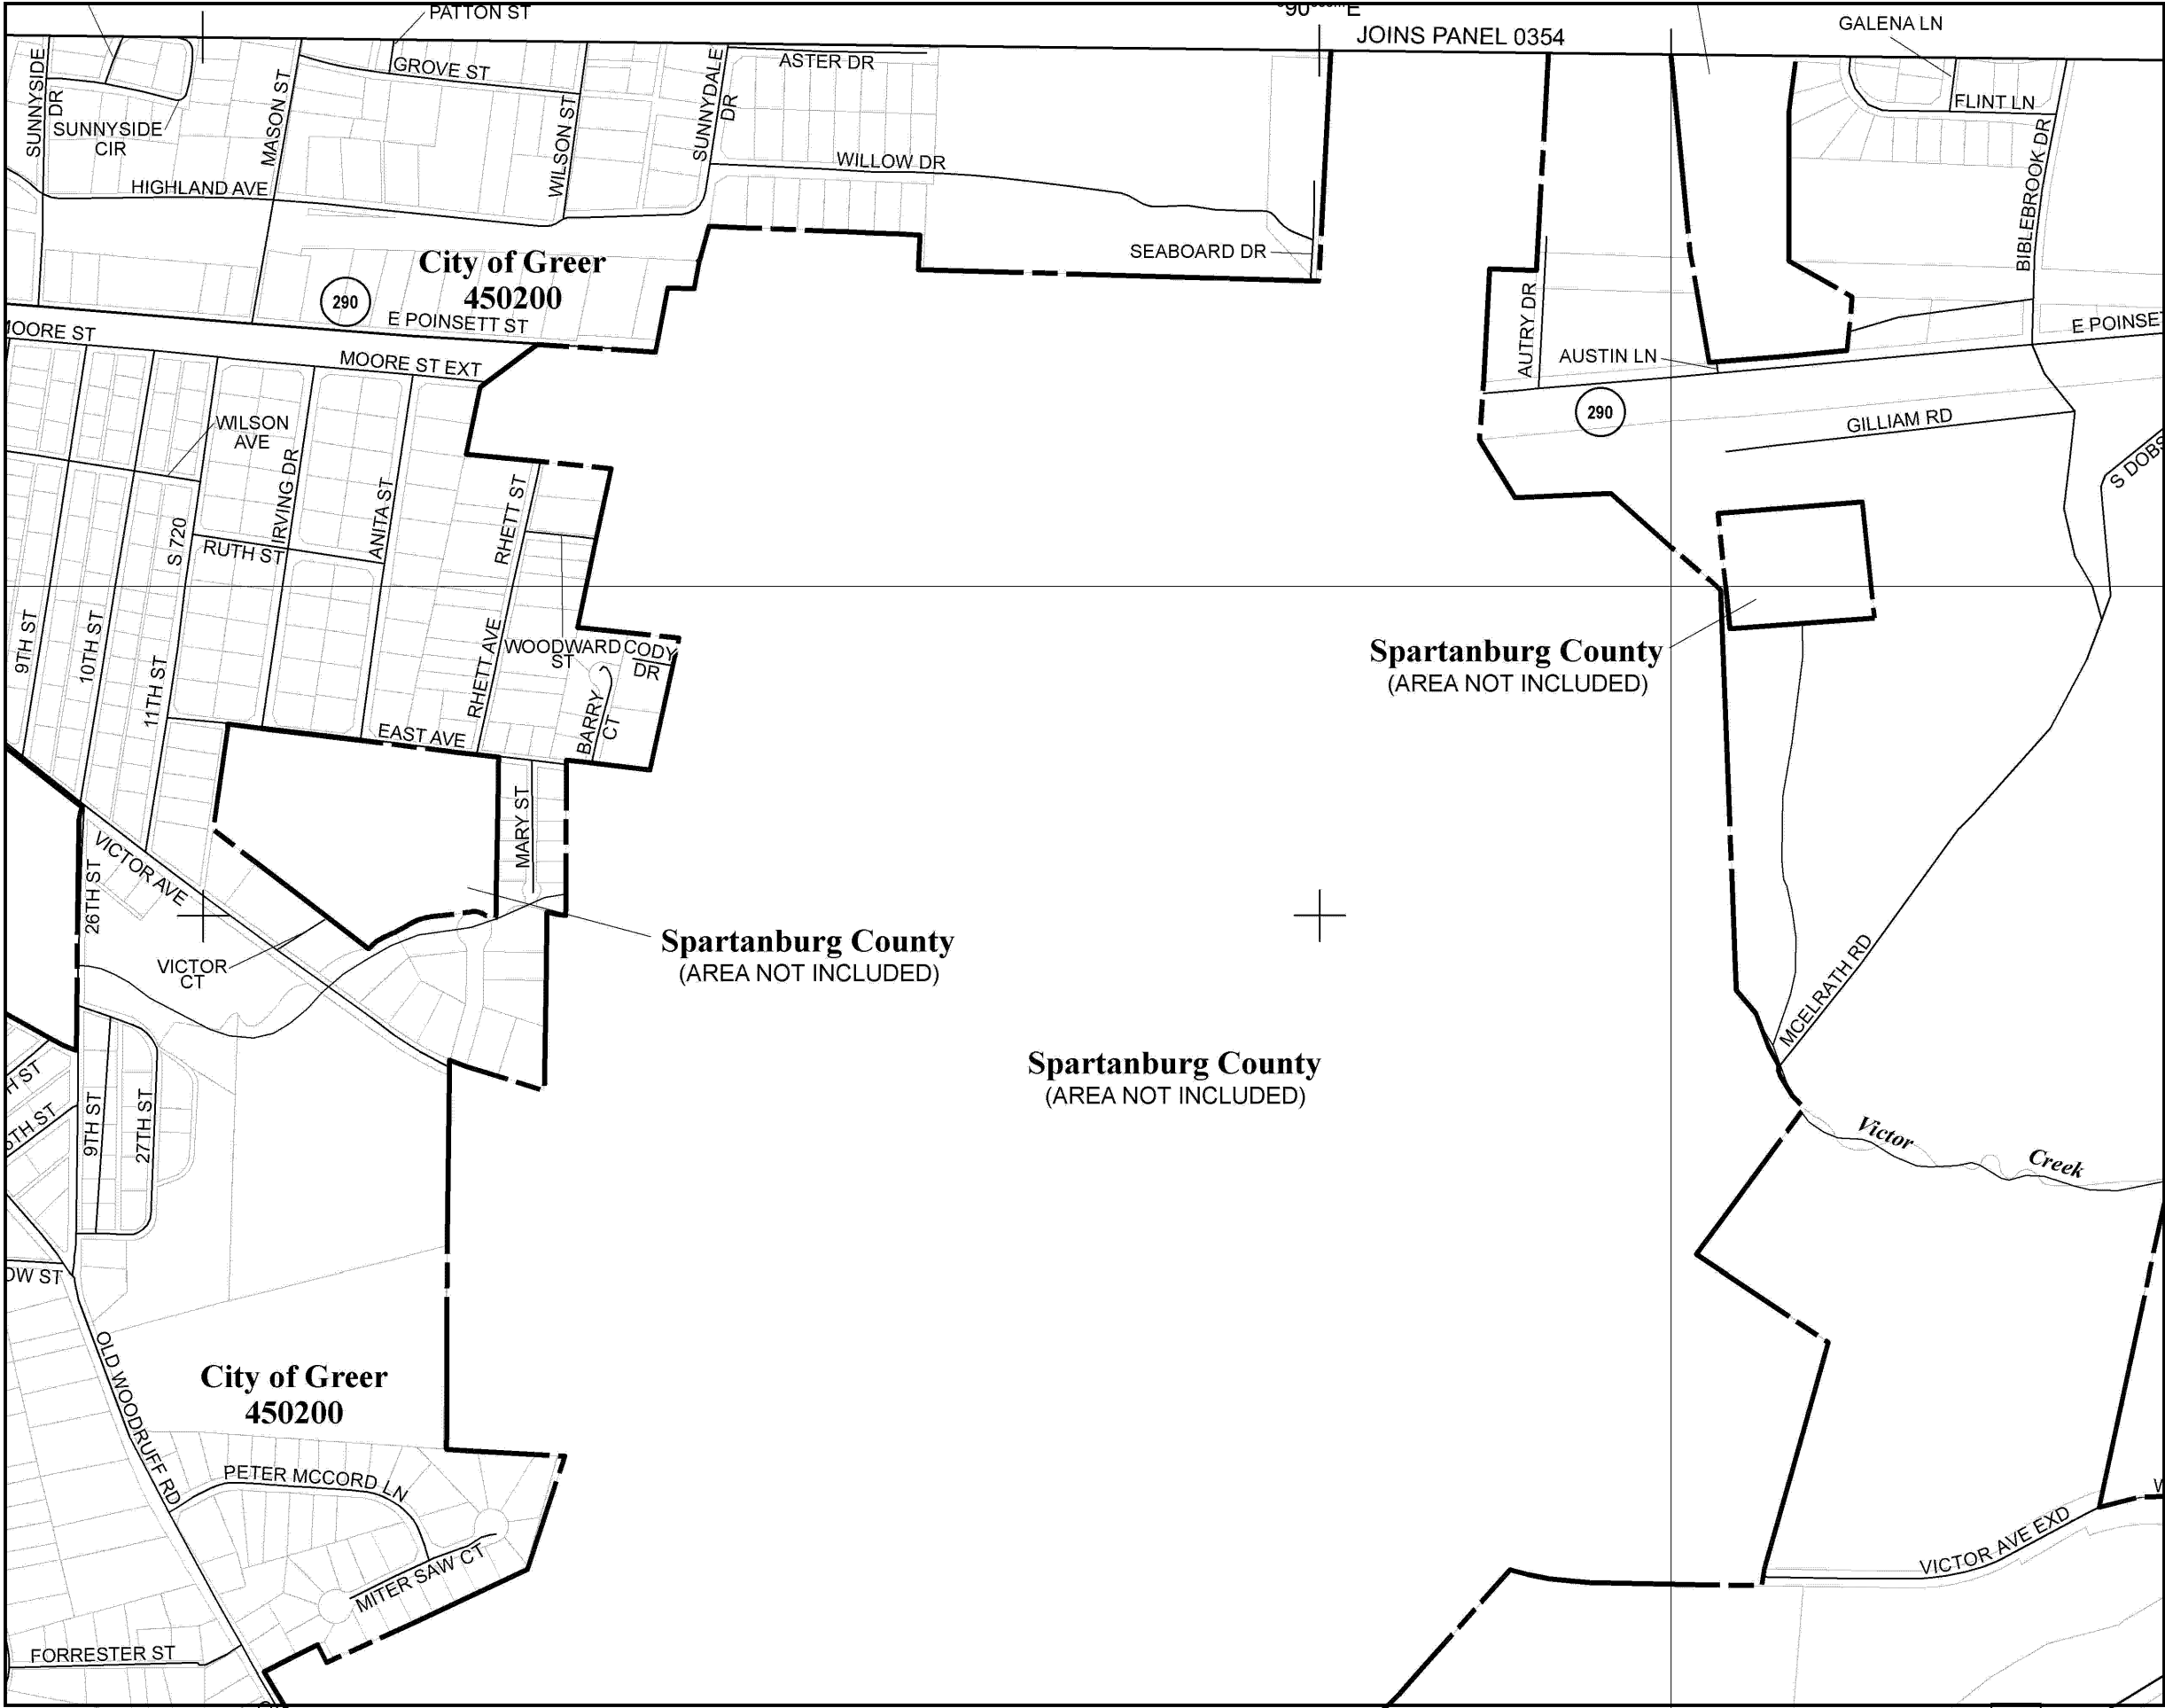 PATTON ST
90 E
JOINS PANEL 0354
GALENA LN
SUNNYSIDE
DR
GROVE ST
ASTER DR
FLINT LN
SUNNYSIDE
CIR
MASON ST
WILSON ST
SUNNYDALE
DR
WILLOW DR
HIGHLAND AVE
BIBLEBROOK DR
SEABOARD DR
City of Greer
450200
290
E POINSETT ST
MOORE ST EXT
AUTRY DR
AUSTIN LN
290
GILLIAM RD
WILSON
AVE
IRVING DR
ANITA ST
RHETT ST
S 720
RUTH ST
9TH ST
10TH ST
11TH ST
RHETT AVE
WOODWARD
ST
CODY
DR
BARRY
CT
EAST AVE
Spartanburg County
(AREA NOT INCLUDED)
MARY ST
VICTOR AVE
26TH ST
VICTOR
CT
Spartanburg County
(AREA NOT INCLUDED)
MCELRATH RD
Spartanburg County
(AREA NOT INCLUDED)
Victor
Creek
9TH ST
27TH ST
OLD WOODRUFF RD
City of Greer
450200
PETER MCCORD LN
MITER SAW CT
FORRESTER ST
VICTOR AVE EXD